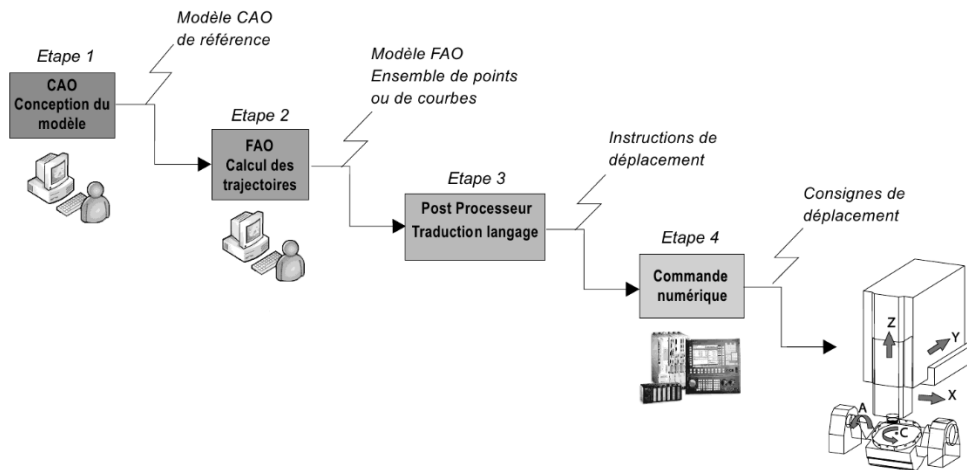 Etape 1
CAO
Conception du
modèle
Modèle CAO
de référence
Etape 2
FAO
Calcul des
trajectoires
Modèle FAO
Ensemble de points
ou de courbes
Etape 3
Post Processeur
Traduction langage
Instructions de
déplacement
Etape 4
Commande
numérique
Consignes de
déplacement
Z
Y
X
A
C